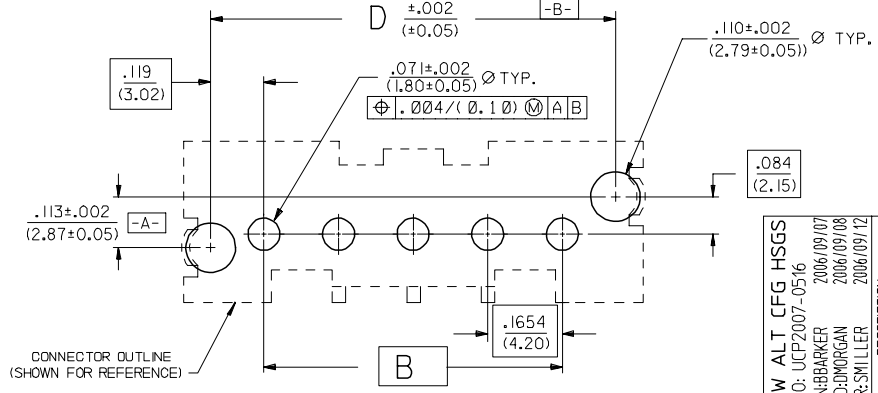 D ±.002
(±0.05)
-B-
.110±.002
(2.79±0.05)) Ø TYP.
.119
(3.02)
.071±.002
(1.80±0.05) Ø TYP.
⌖ .004/(0.10) Ⓜ A B
.084
(2.15)
.113±.002
(2.87±0.05)
-A-
.1654
(4.20)
B
CONNECTOR OUTLINE
(SHOWN FOR REFERENCE)
W ALT CFG HSGS
O: UCP2007-0516
N:BBARKER 2006/09/07
D:DMORGAN 2006/09/08
R:SMILLER 2006/09/12